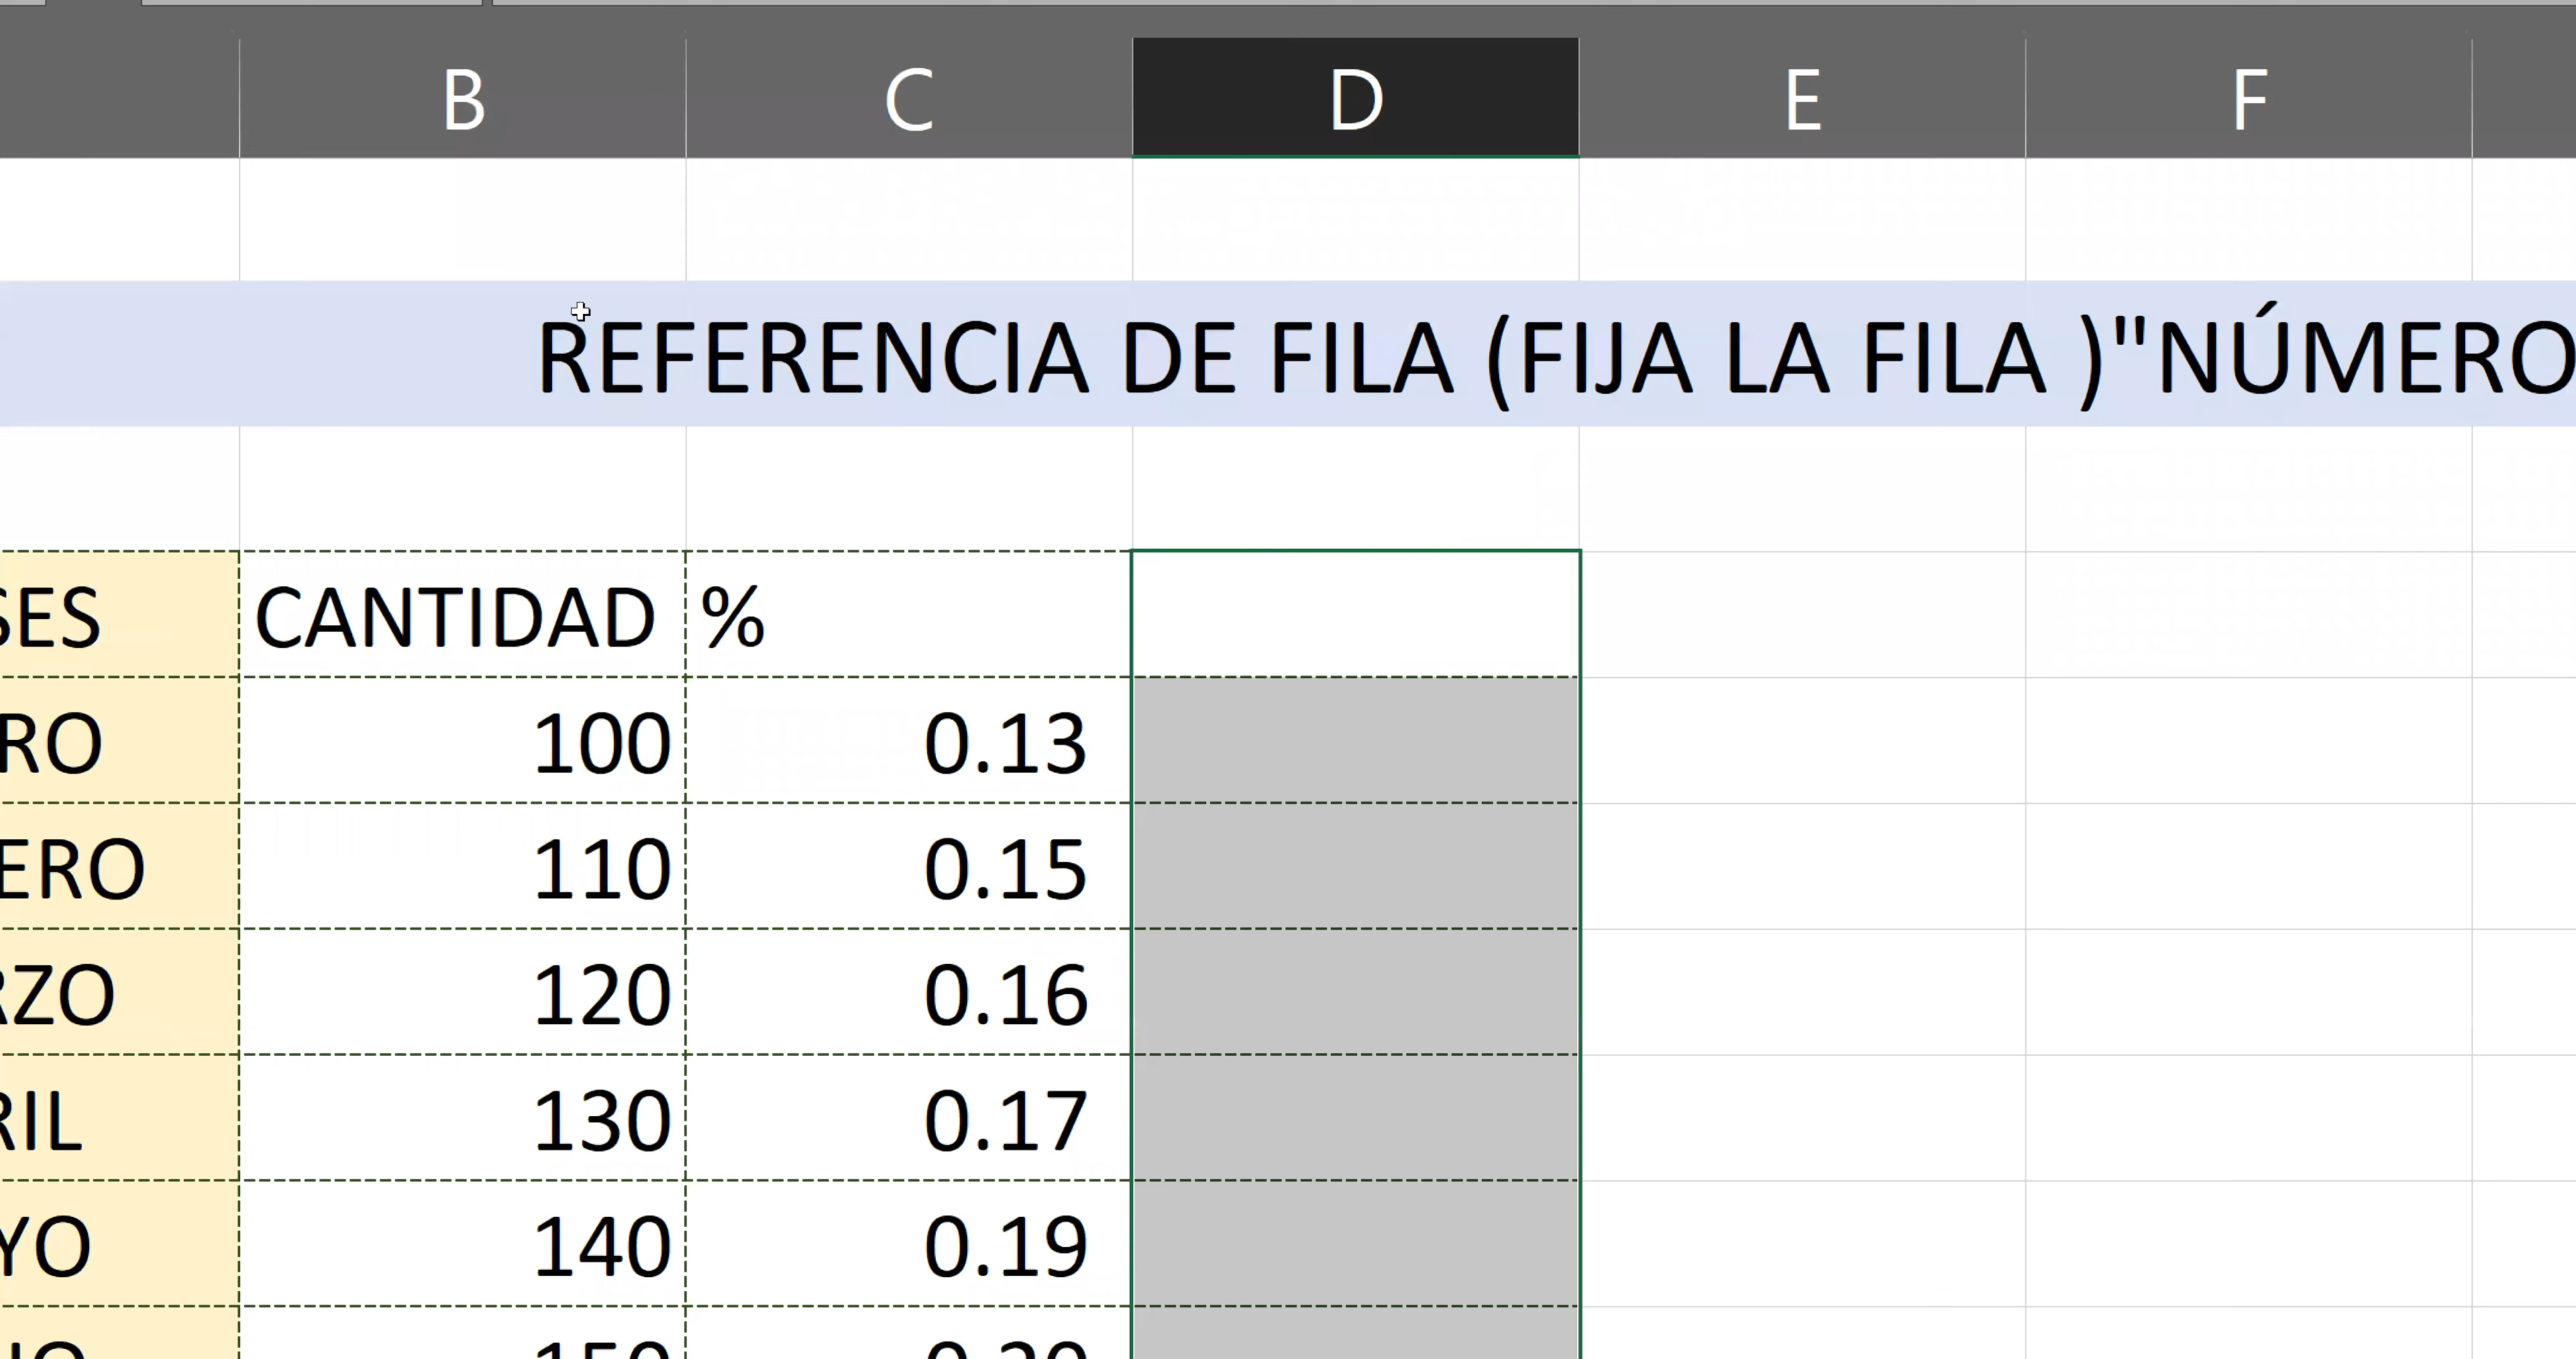 B C D E F
REFERENCIA DE FILA (FIJA LA FILA )"NÚMERO
SES CANTIDAD %
RO 100 0.13
ERO 110 0.15
RZO 120 0.16
RIL 130 0.17
YO 140 0.19